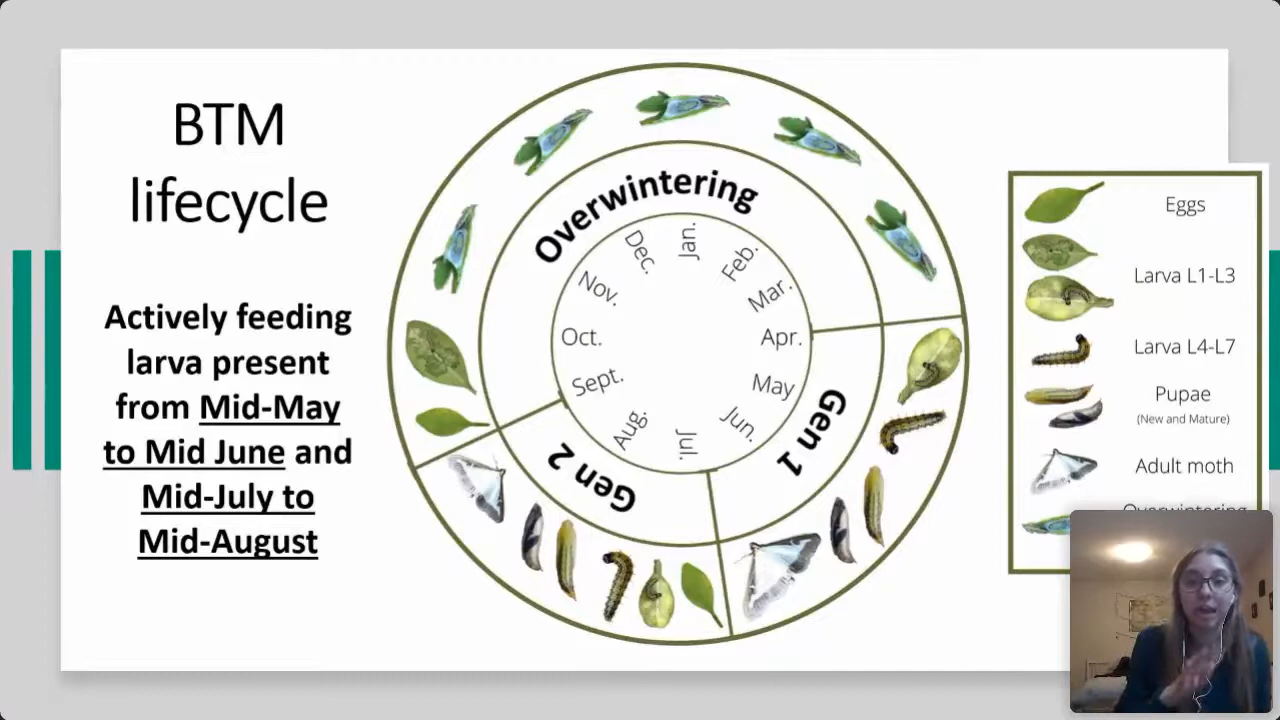 BTM
lifecycle
Actively feeding
larva present
from Mid-May
to Mid June and
Mid-July to
Mid-August
Overwintering
Gen 1
Gen 2
Jan.
Feb.
Mar.
Apr.
May
Jun.
Jul.
Aug.
Sept.
Oct.
Nov.
Dec.
Eggs
Larva L1-L3
Larva L4-L7
Pupae
(New and Mature)
Adult moth
Overwintering